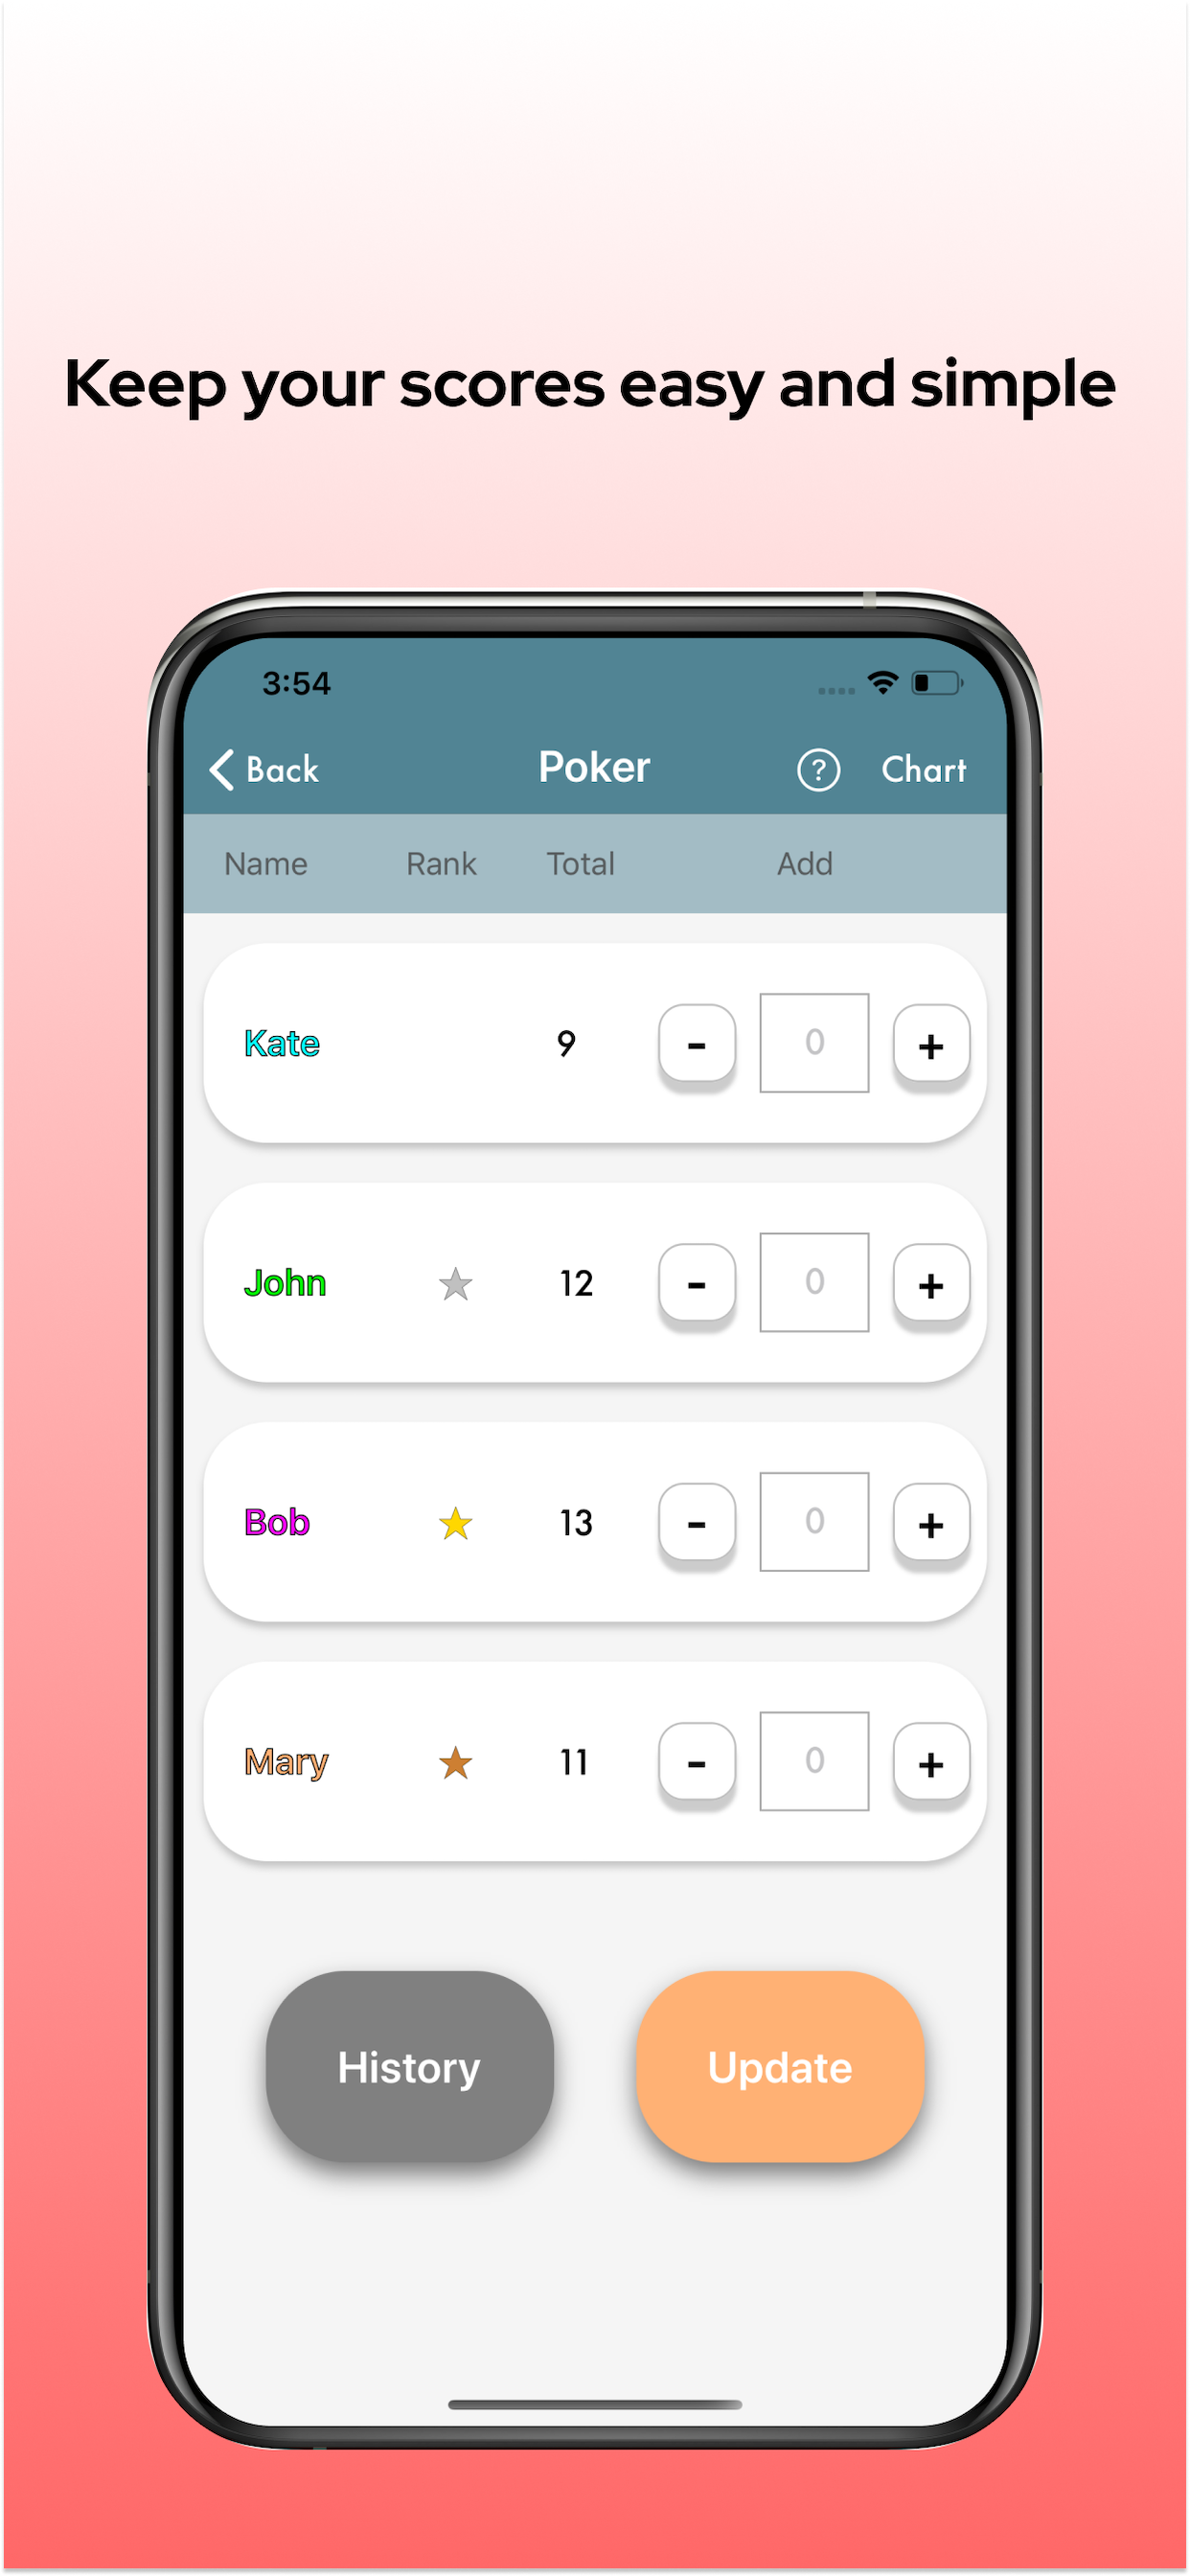 Keep your scores easy and simple
3:54
Back Poker ? Chart
Name Rank Total Add
Kate 9 - 0 +
John 12 - 0 +
Bob 13 - 0 +
Mary 11 - 0 +
History Update